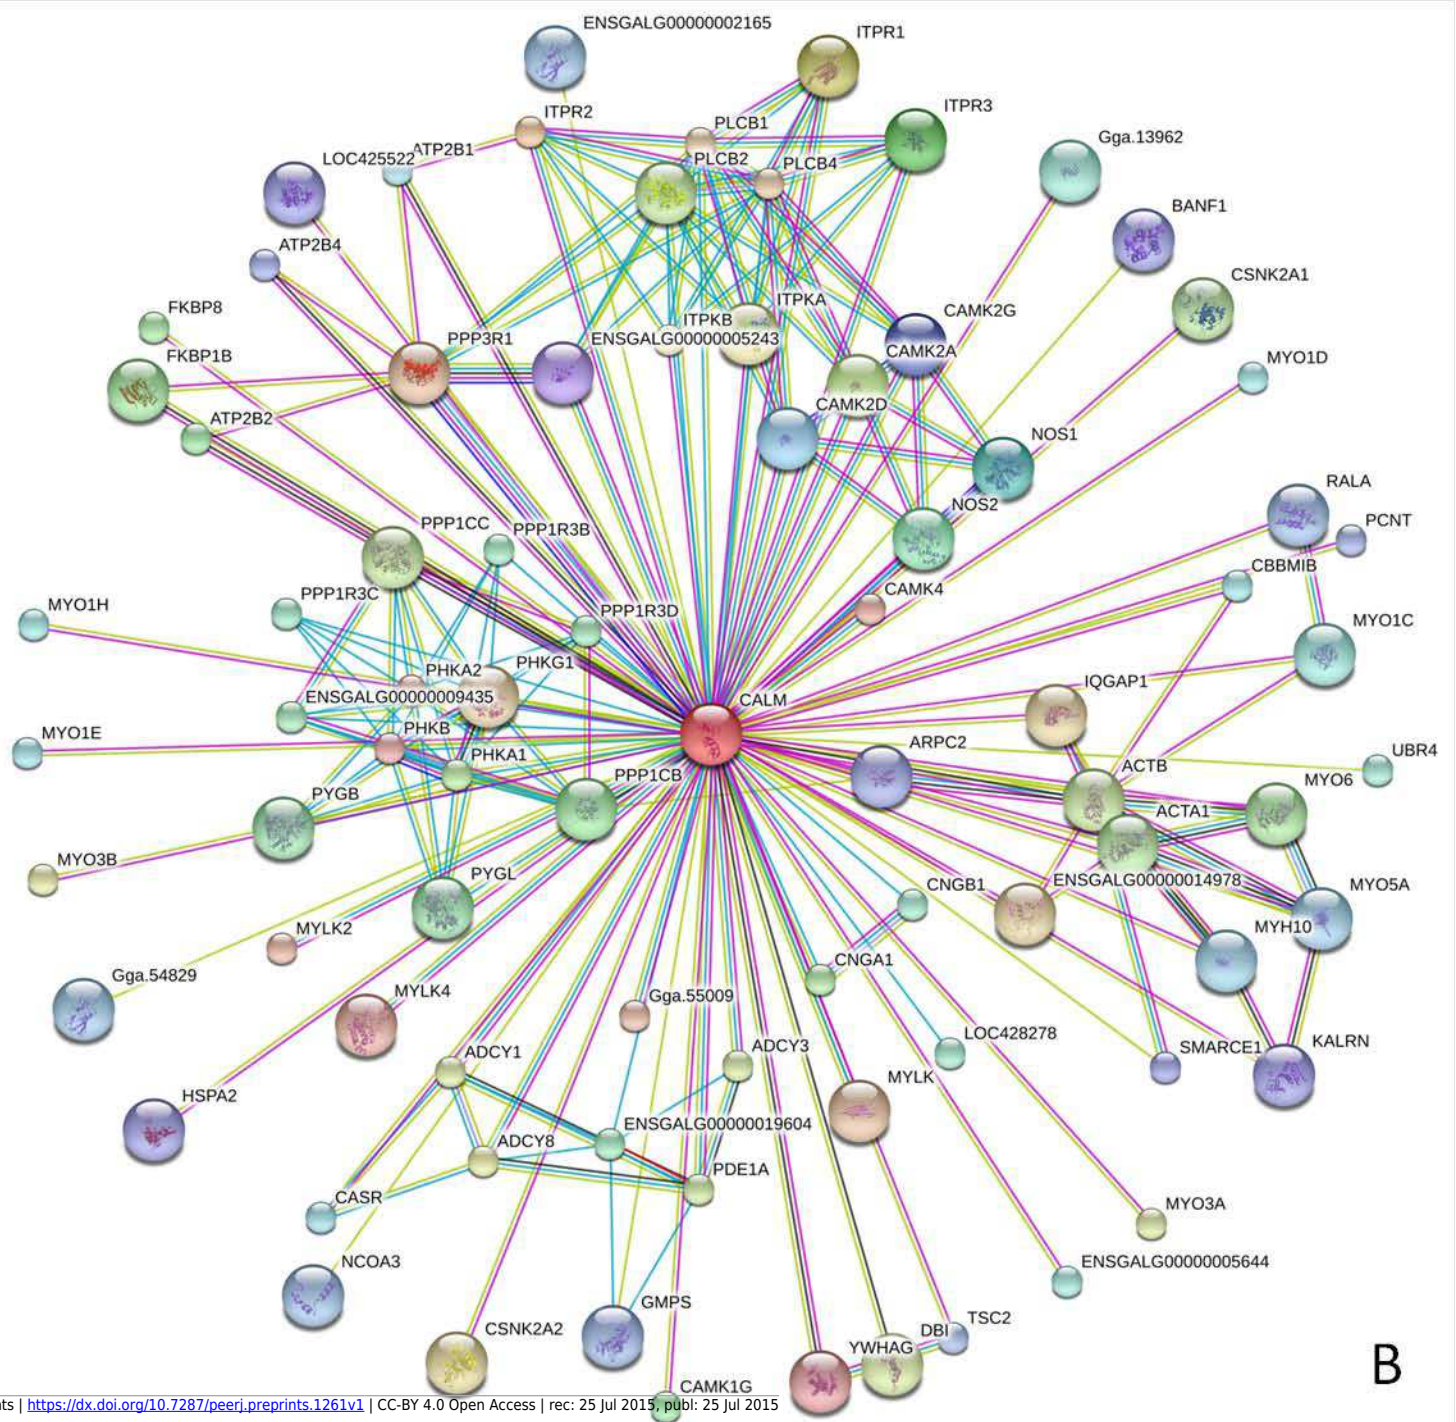 ENSGALG00000002165
ITPR1
ITPR2
ITPR3
PLCB1
Gga.13962
ATP2B1
LOC425522
PLCB2
PLCB4
BANF1
ATP2B4
CSNK2A1
ITPKA
FKBP8
CAMK2G
ITPKB
PPP3R1
ENSGALG00000005243
CAMK2A
FKBP1B
MYO1D
CAMK2D
ATP2B2
NOS1
RALA
NOS2
PCNT
PPP1CC
PPP1R3B
CBBMIB
CAMK4
PPP1R3C
MYO1H
PPP1R3D
MYO1C
PHKA2
PHKG1
IQGAP1
ENSGALG00000009435
CALM
PHKB
MYO1E
ARPC2
UBR4
PHKA1
ACTB
PPP1CB
MYO6
PYGB
ACTA1
MYO3B
PYGL
ENSGALG00000014978
CNGB1
MYO5A
MYLK2
MYH10
CNGA1
Gga.54829
MYLK4
Gga.55009
LOC428278
KALRN
ADCY3
SMARCE1
ADCY1
MYLK
HSPA2
ENSGALG00000019604
ADCY8
PDE1A
CASR
MYO3A
NCOA3
ENSGALG00000005644
GMPS
TSC2
CSNK2A2
DBI
YWHAG
B
CAMK1G
nts | https://dx.doi.org/10.7287/peerj.preprints.1261v1 | CC-BY 4.0 Open Access | rec: 25 Jul 2015, publ: 25 Jul 2015